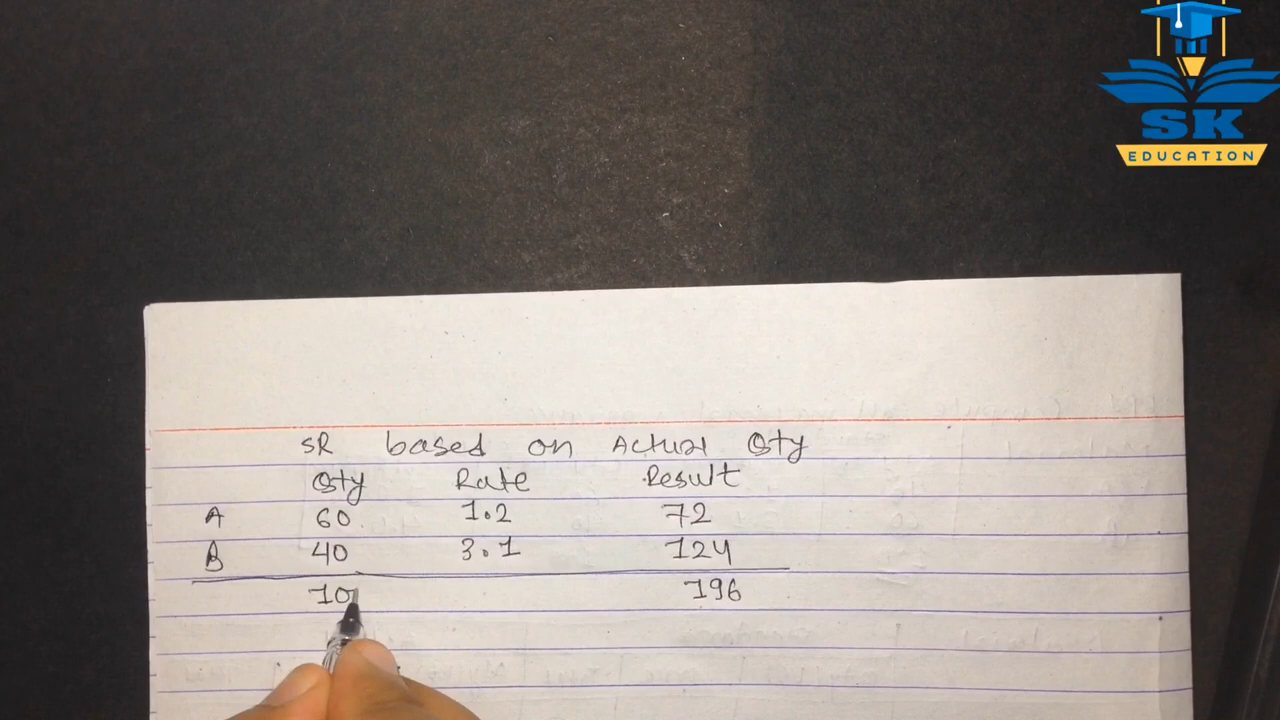 SK
EDUCATION
SR based on Actual Qty
Qty Rate Result
A 60 1.2 72
B 40 3.1 124
10 196